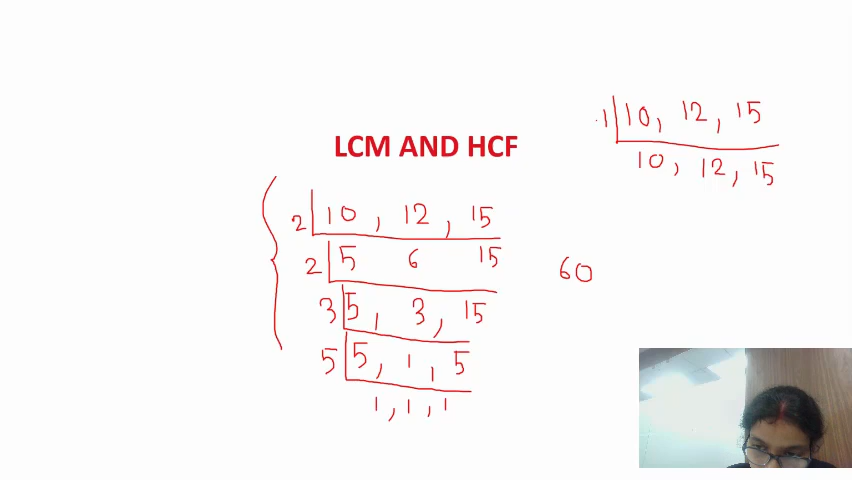 LCM AND HCF
2 10 , 12 , 15
2 5 6 15
3 5 , 3 , 15
5 5 , 1 , 5
1 , 1 , 1
60
1 10 , 12 , 15
10 , 12 , 15